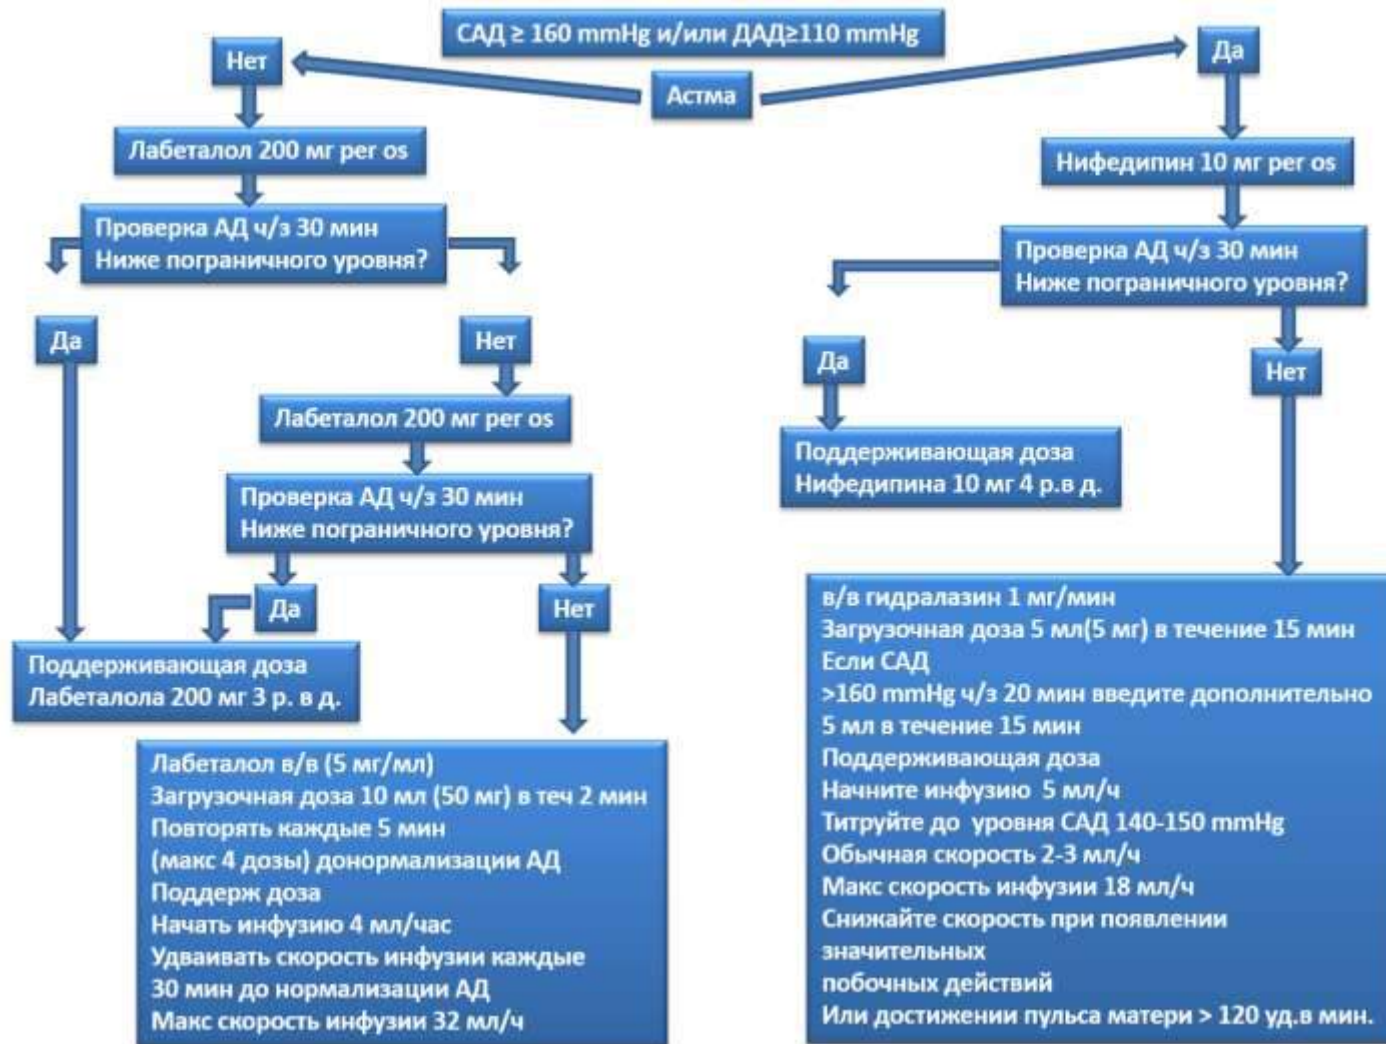 САД ≥ 160 mmHg и/или ДАД≥110 mmHg
Нет
Астма
Да
Лабеталол 200 мг per os
Проверка АД ч/з 30 мин
Ниже пограничного уровня?
Да
Нет
Лабеталол 200 мг per os
Проверка АД ч/з 30 мин
Ниже пограничного уровня?
Да
Нет
Поддерживающая доза
Лабеталола 200 мг 3 р. в д.
Лабеталол в/в (5 мг/мл)
Загрузочная доза 10 мл (50 мг) в теч 2 мин
Повторять каждые 5 мин
(макс 4 дозы) донормализации АД
Поддерж доза
Начать инфузию 4 мл/час
Удваивать скорость инфузии каждые
30 мин до нормализации АД
Макс скорость инфузии 32 мл/ч
Нифедипин 10 мг per os
Проверка АД ч/з 30 мин
Ниже пограничного уровня?
Да
Нет
Поддерживающая доза
Нифедипина 10 мг 4 р.в д.
в/в гидралазин 1 мг/мин
Загрузочная доза 5 мл(5 мг) в течение 15 мин
Если САД
>160 mmHg ч/з 20 мин введите дополнительно
5 мл в течение 15 мин
Поддерживающая доза
Начните инфузию 5 мл/ч
Титруйте до уровня САД 140-150 mmHg
Обычная скорость 2-3 мл/ч
Макс скорость инфузии 18 мл/ч
Снижайте скорость при появлении
значительных
побочных действий
Или достижении пульса матери > 120 уд.в мин.